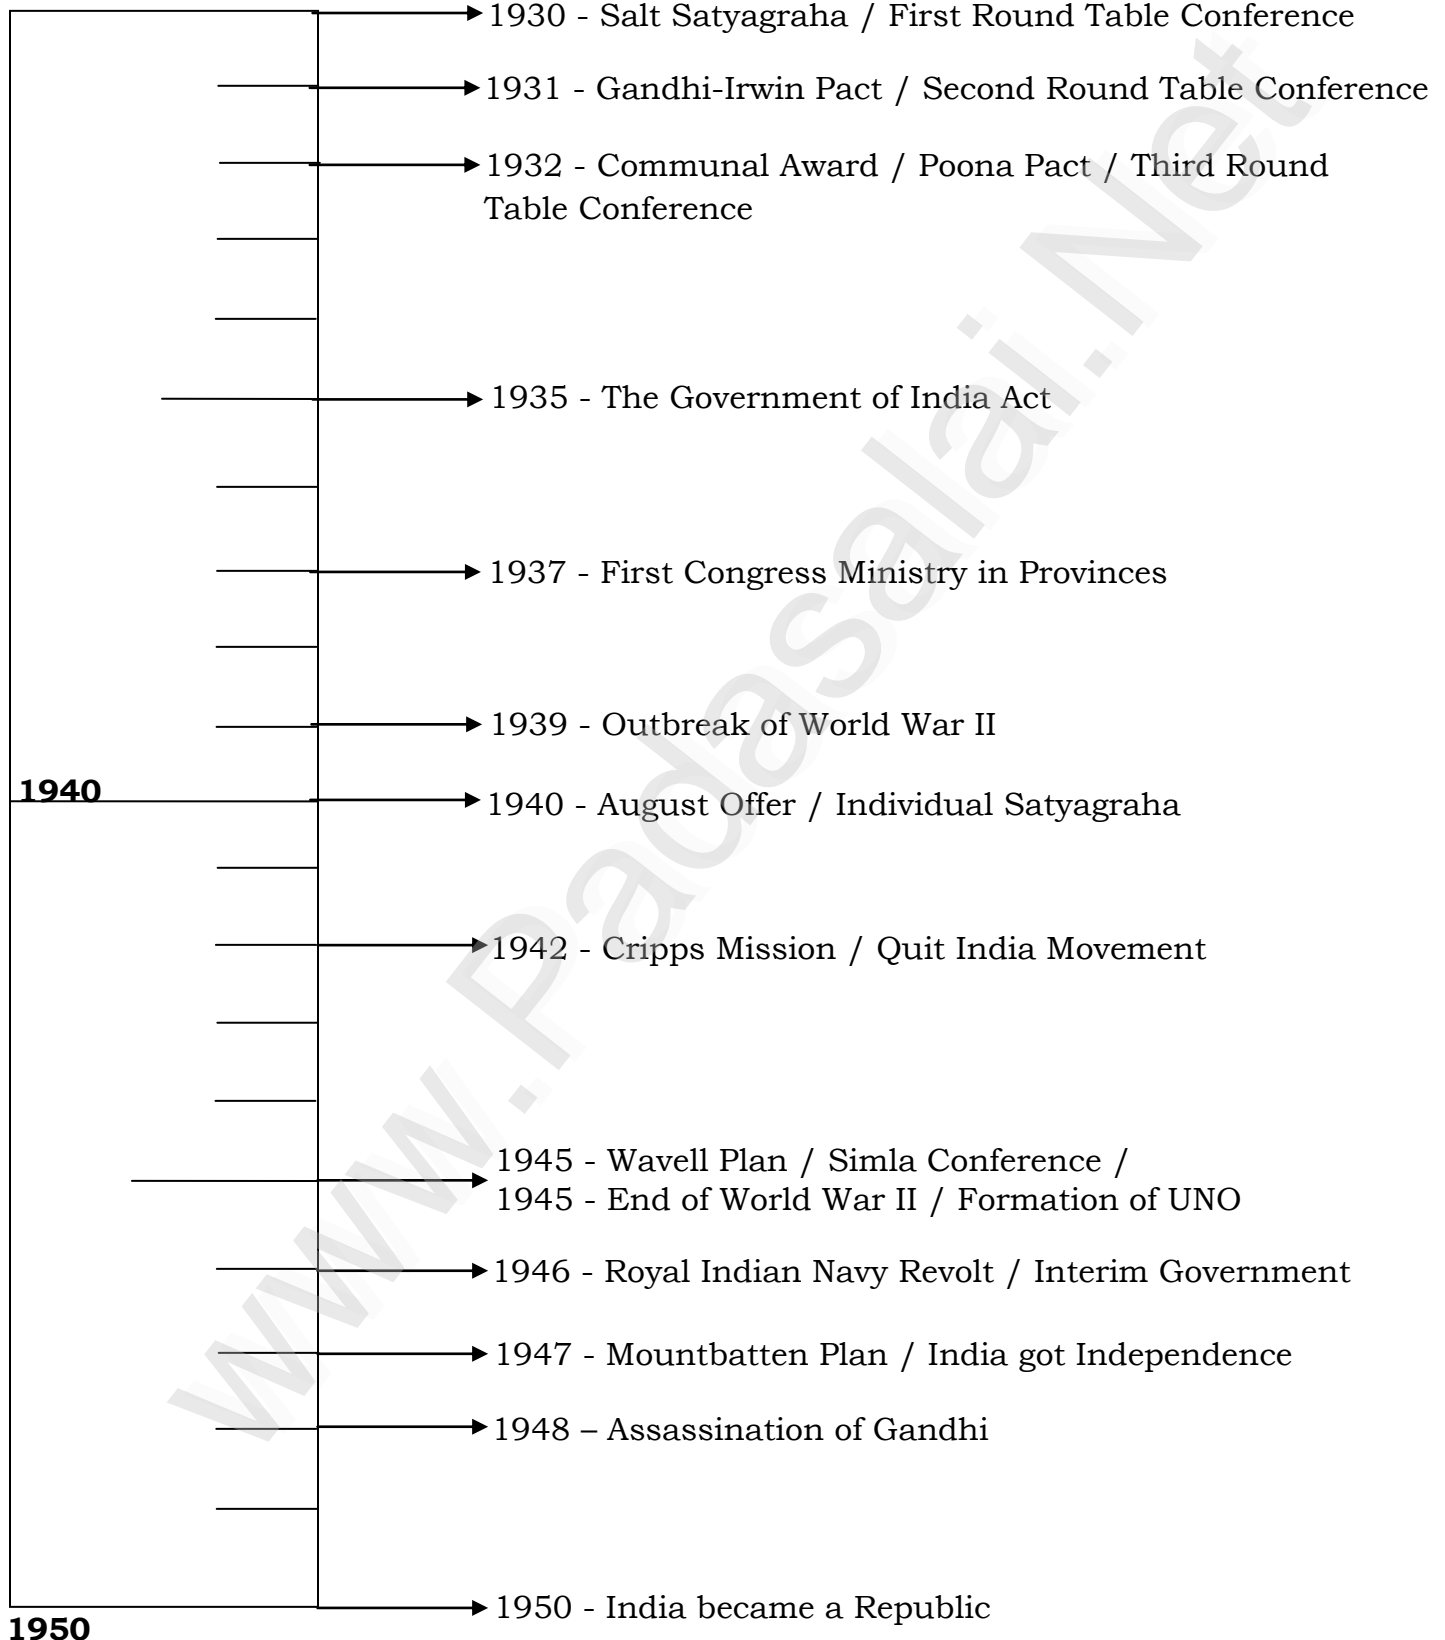 1930 - Salt Satyagraha / First Round Table Conference
1931 - Gandhi-Irwin Pact / Second Round Table Conference
1932 - Communal Award / Poona Pact / Third Round
Table Conference
1935 - The Government of India Act
1937 - First Congress Ministry in Provinces
1939 - Outbreak of World War II
1940
1940 - August Offer / Individual Satyagraha
1942 - Cripps Mission / Quit India Movement
1945 - Wavell Plan / Simla Conference /
1945 - End of World War II / Formation of UNO
1946 - Royal Indian Navy Revolt / Interim Government
1947 - Mountbatten Plan / India got Independence
1948 – Assassination of Gandhi
1950 - India became a Republic
1950
www.Padasalai.Net